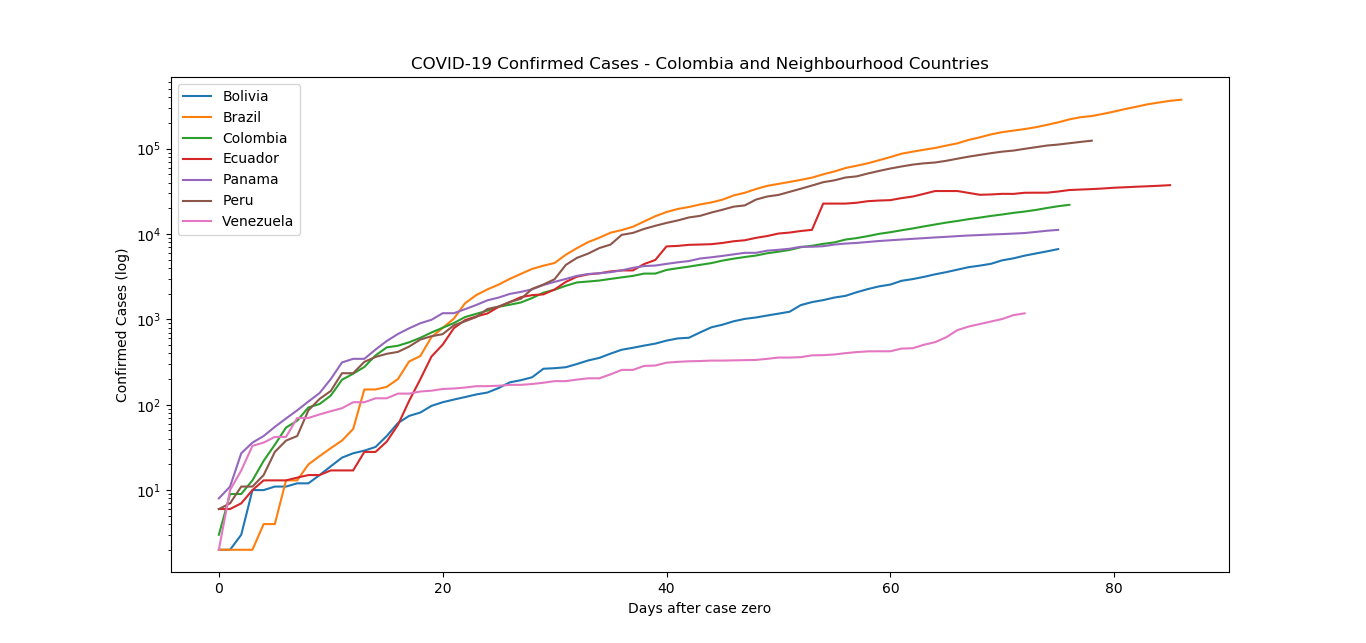 COVID-19 Confirmed Cases - Colombia and Neighbourhood Countries
Bolivia
Brazil
Colombia
Ecuador
Panama
Peru
Venezuela
Confirmed Cases (log)
10⁵
10⁴
10³
10²
10¹
0 20 40 60 80
Days after case zero